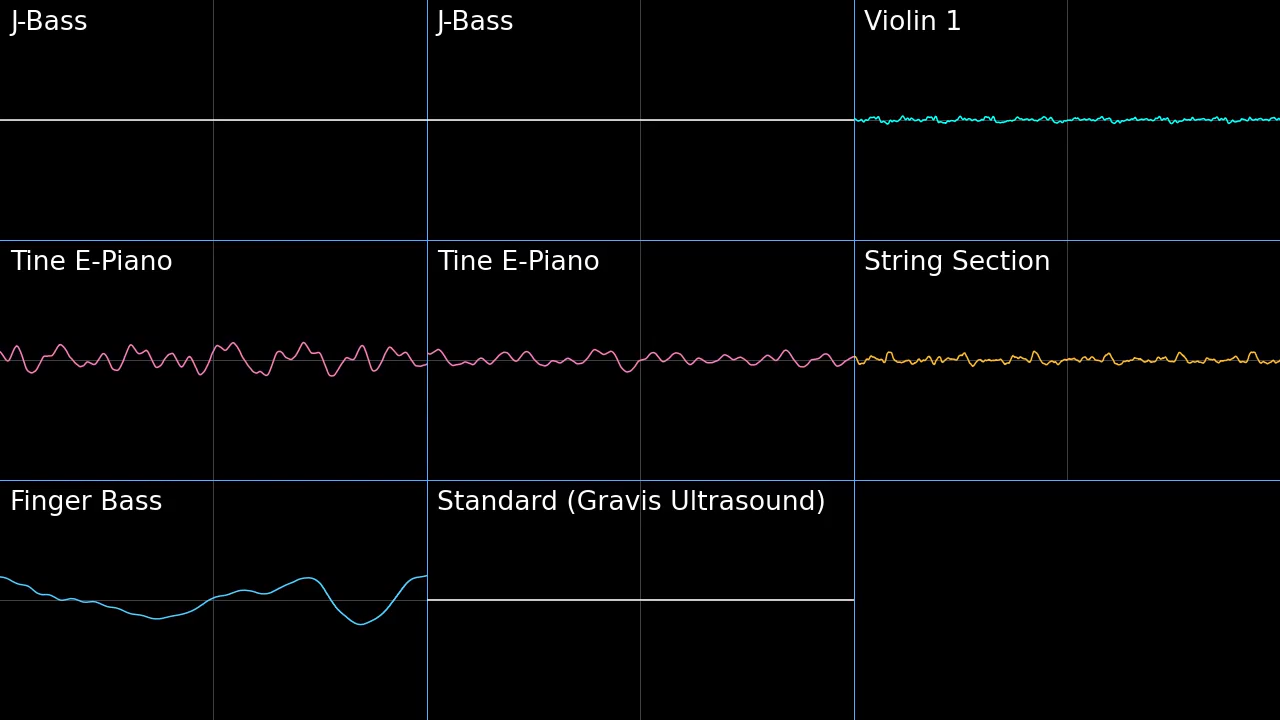 J-Bass
J-Bass
Violin 1
Tine E-Piano
Tine E-Piano
String Section
Finger Bass
Standard (Gravis Ultrasound)